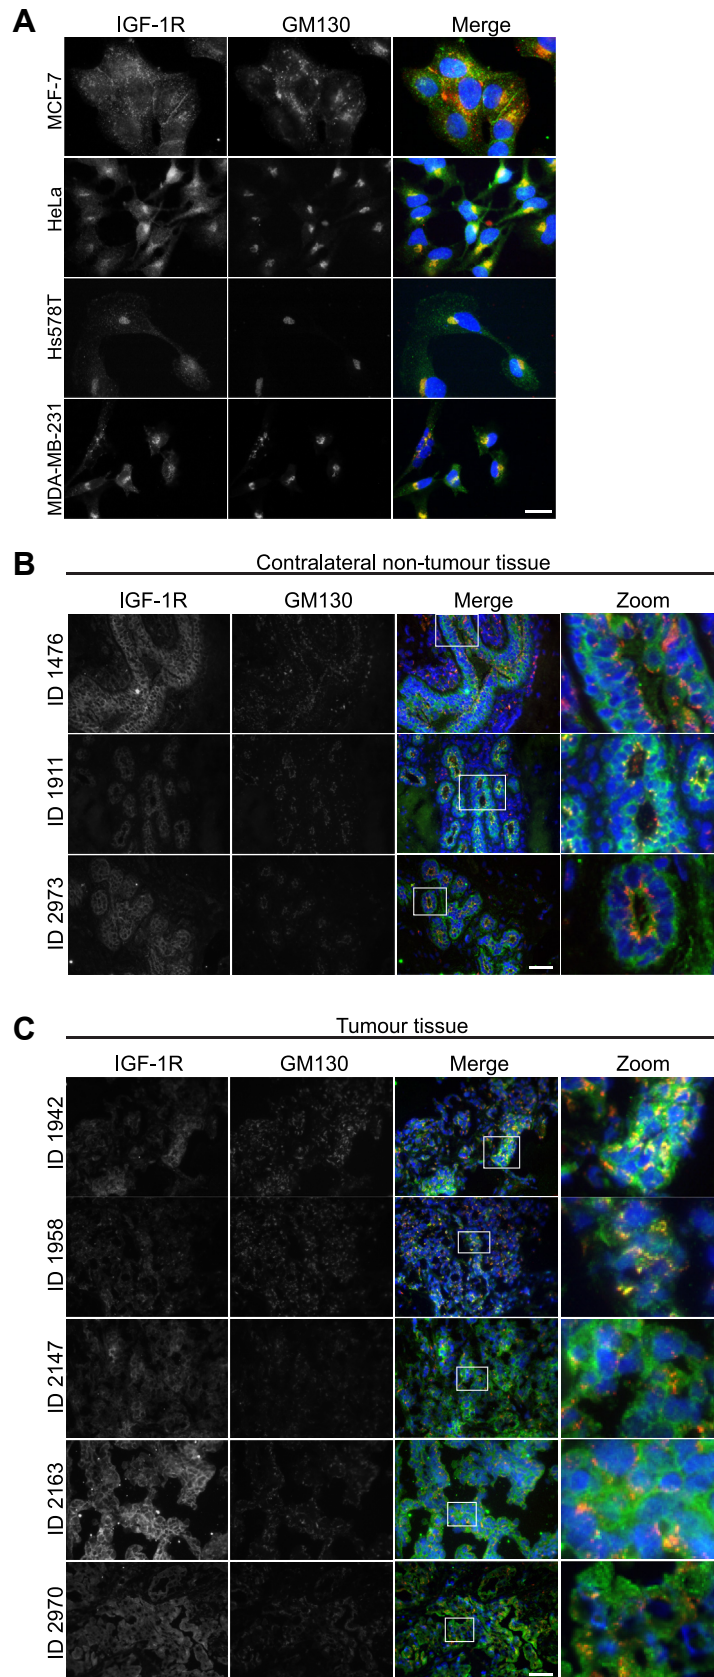 A
IGF-1R GM130 Merge
MCF-7
HeLa
Hs578T
MDA-MB-231
B
Contralateral non-tumour tissue
IGF-1R GM130 Merge Zoom
ID 1476
ID 1911
ID 2973
C
Tumour tissue
IGF-1R GM130 Merge Zoom
ID 1942
ID 1958
ID 2147
ID 2163
ID 2970